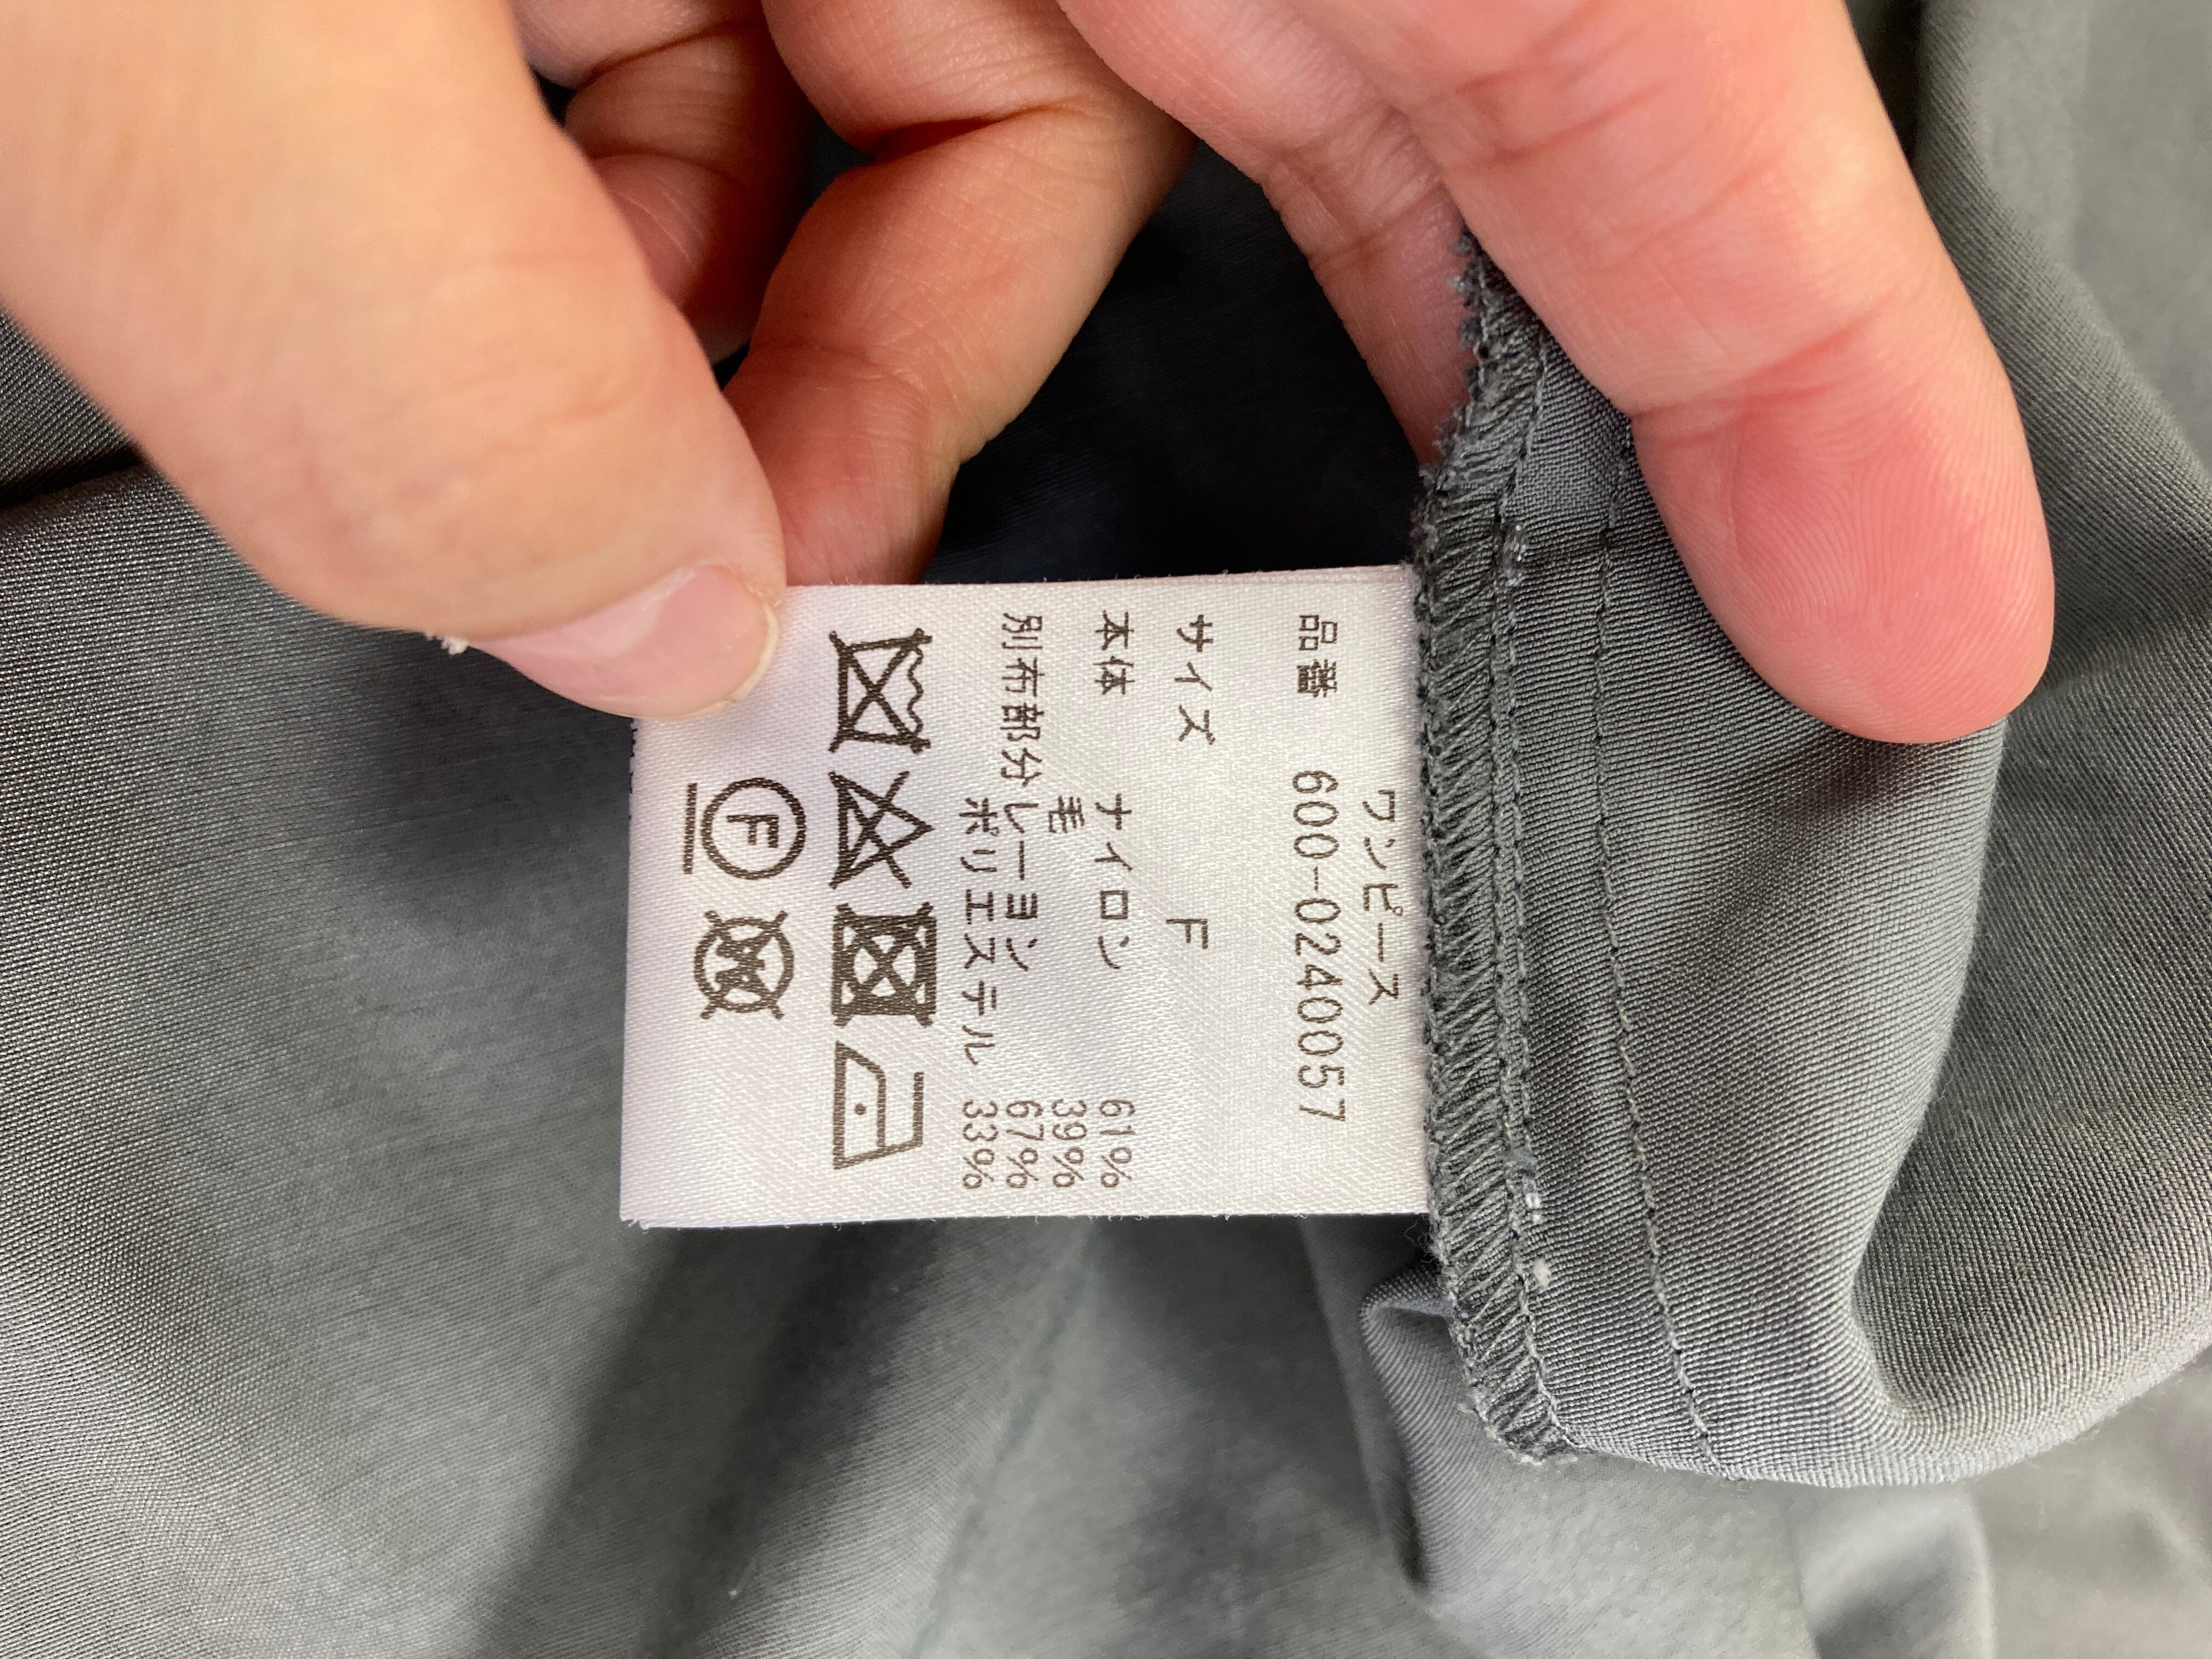 ワンピース
品番 600-0240057
サイズ F
本体 ナイロン 61%
毛 39%
別布部分 レーヨン 67%
ポリエステル 33%
F W